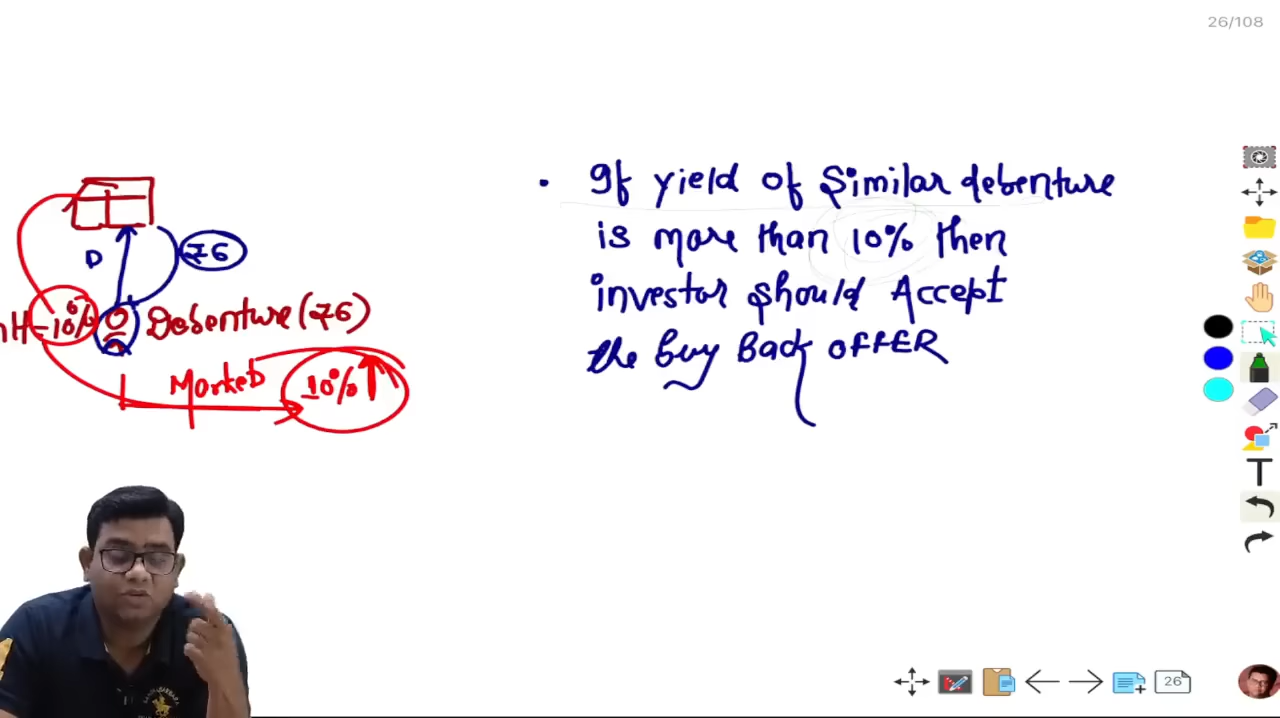 26/108
D
₹6
Debenture (₹6)
10%
Market
10% ↑
• If yield of similar debenture
is more than 10% then
investor should Accept
the buy Back OFFER
T
26